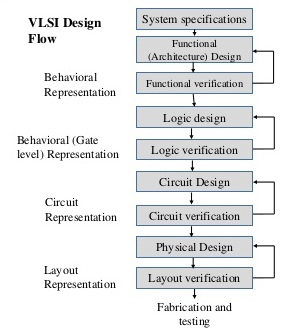 VLSI Design
Flow
System specifications
Functional
(Architecture) Design
Behavioral
Representation
Functional verification
Logic design
Behavioral (Gate
level) Representation
Logic verification
Circuit Design
Circuit
Representation
Circuit verification
Physical Design
Layout
Representation
Layout verification
Fabrication and
testing